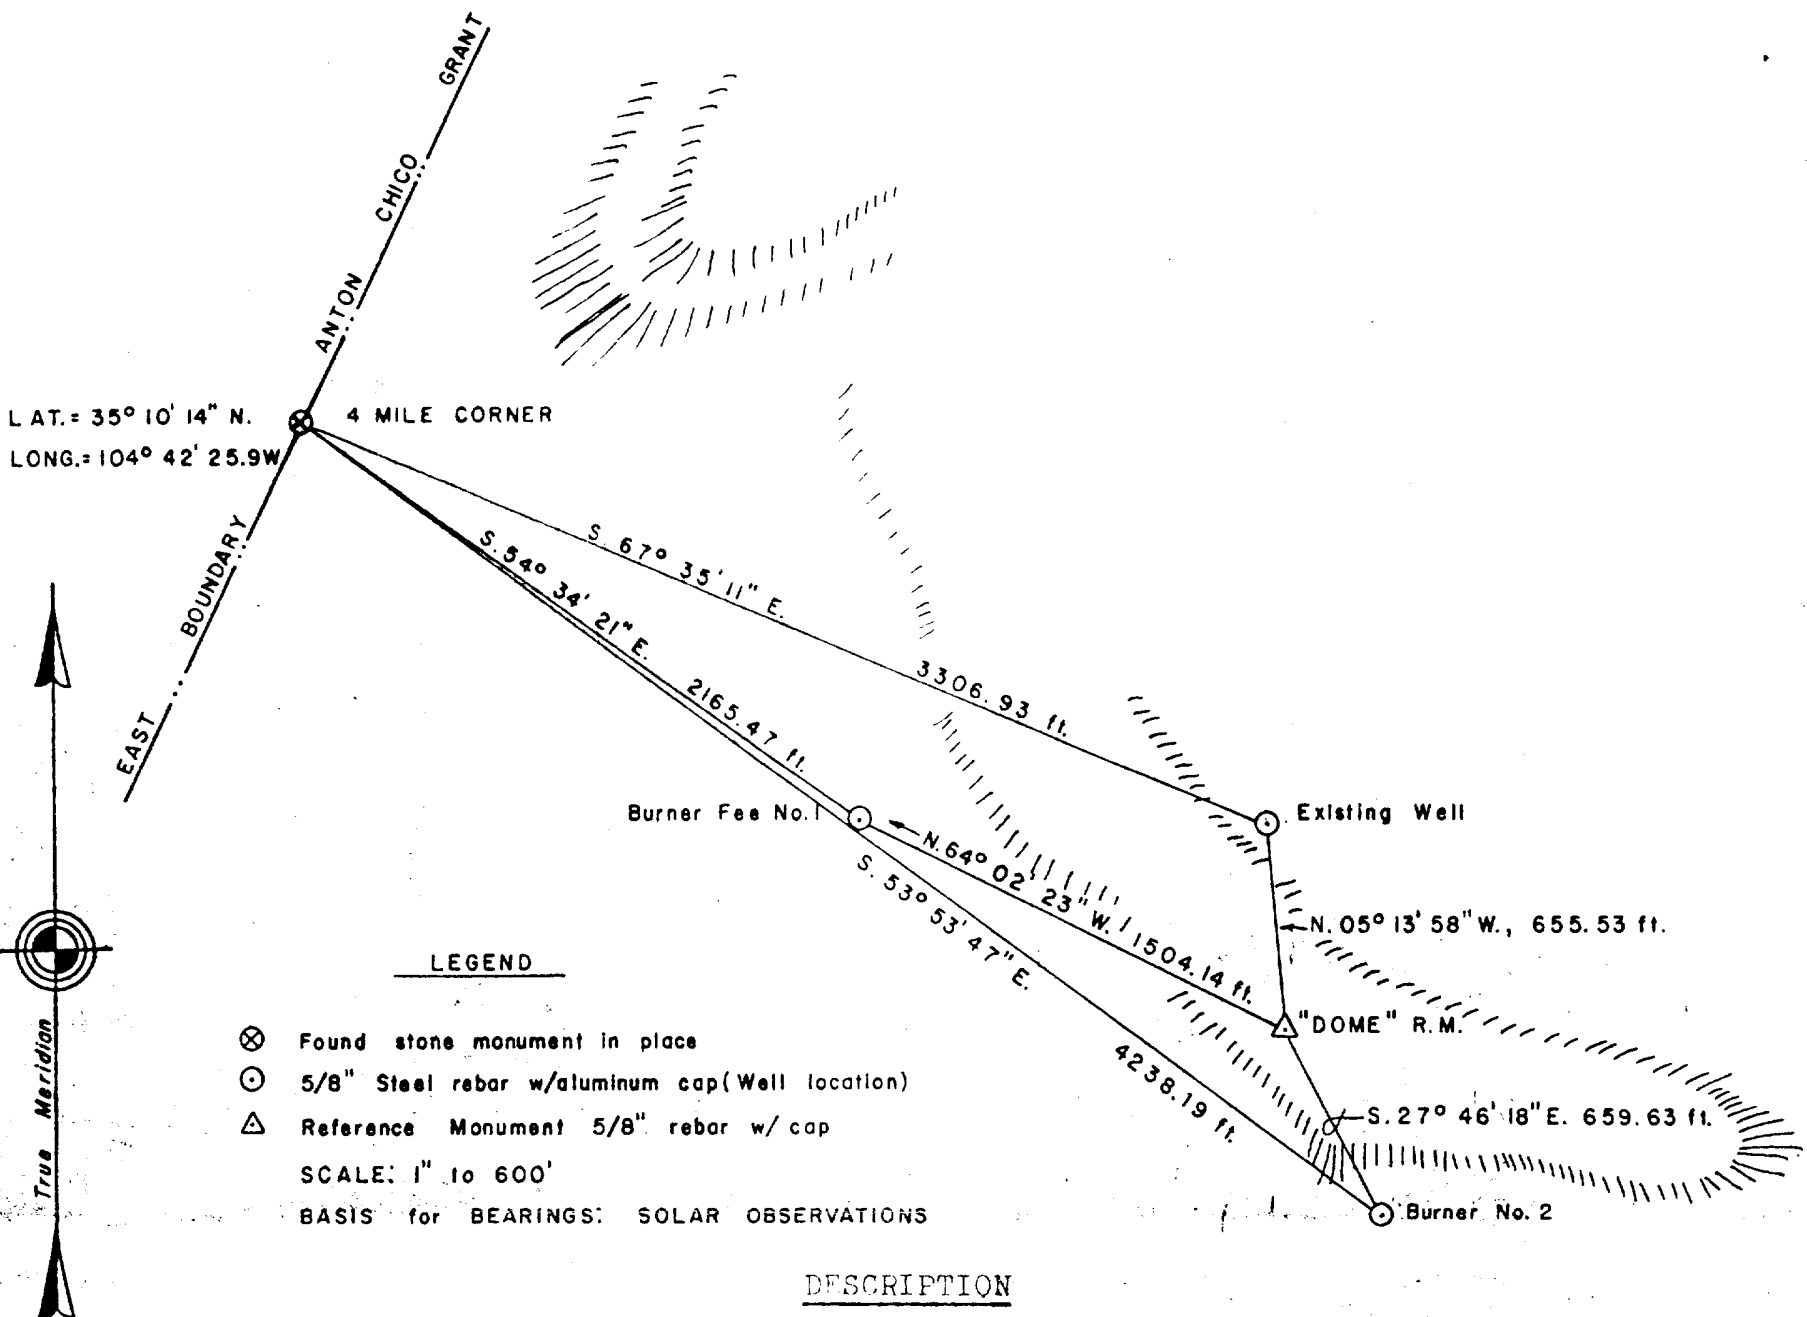 EAST BOUNDARY ANTON CHICO GRANT
LAT.= 35° 10' 14" N.
LONG.= 104° 42' 25.9W
4 MILE CORNER
S. 67° 35' 11" E.
3306.93 ft.
S. 54° 34' 21" E.
2165.47 ft.
Burner Fee No. 1
Existing Well
N. 64° 02' 23" W. 1504.14 ft.
S. 53° 53' 47" E.
4238.19 ft.
N. 05° 13' 58" W., 655.53 ft.
"DOME" R.M.
S. 27° 46' 18" E. 659.63 ft.
Burner No. 2
True Meridian
LEGEND
Found stone monument in place
5/8" Steel rebar w/aluminum cap (Well location)
Reference Monument 5/8" rebar w/ cap
SCALE: 1" to 600'
BASIS for BEARINGS: SOLAR OBSERVATIONS
DESCRIPTION